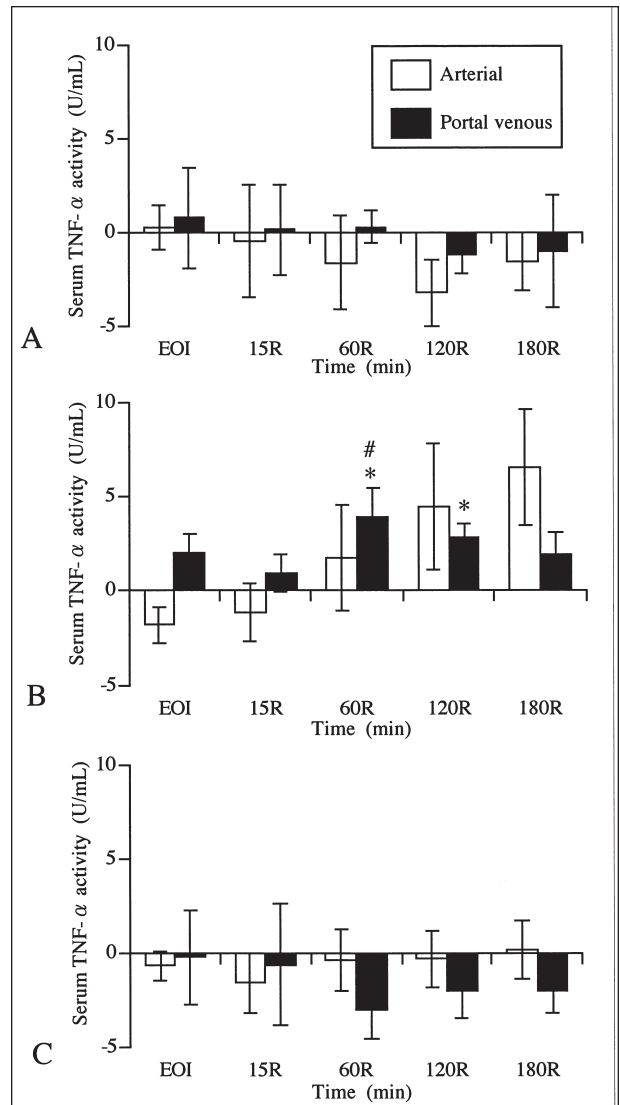 10
5
0
-5
Serum TNF-α activity (U/mL)
Arterial
Portal venous
A
EOI 15R 60R 120R 180R
Time (min)
10
5
0
-5
Serum TNF-α activity (U/mL)
#
*
*
B
EOI 15R 60R 120R 180R
Time (min)
10
5
0
-5
Serum TNF-α activity (U/mL)
C
EOI 15R 60R 120R 180R
Time (min)